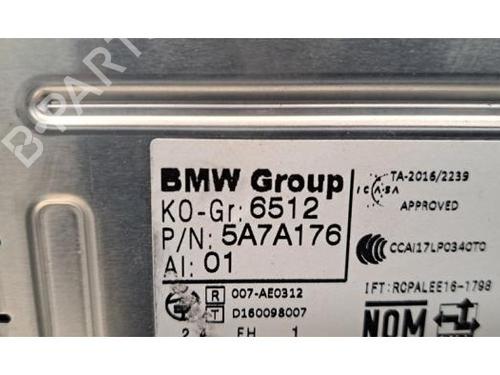 B-PARTS
BMW Group
KO-Gr: 6512
P/N: 5A7A176
AI: 01
TA-2016/2239
ICASA
APPROVED
CCAI17LP0340T0
IFT:RCPALEE16-1798
R 007-AE0312
T D160098007
NOM